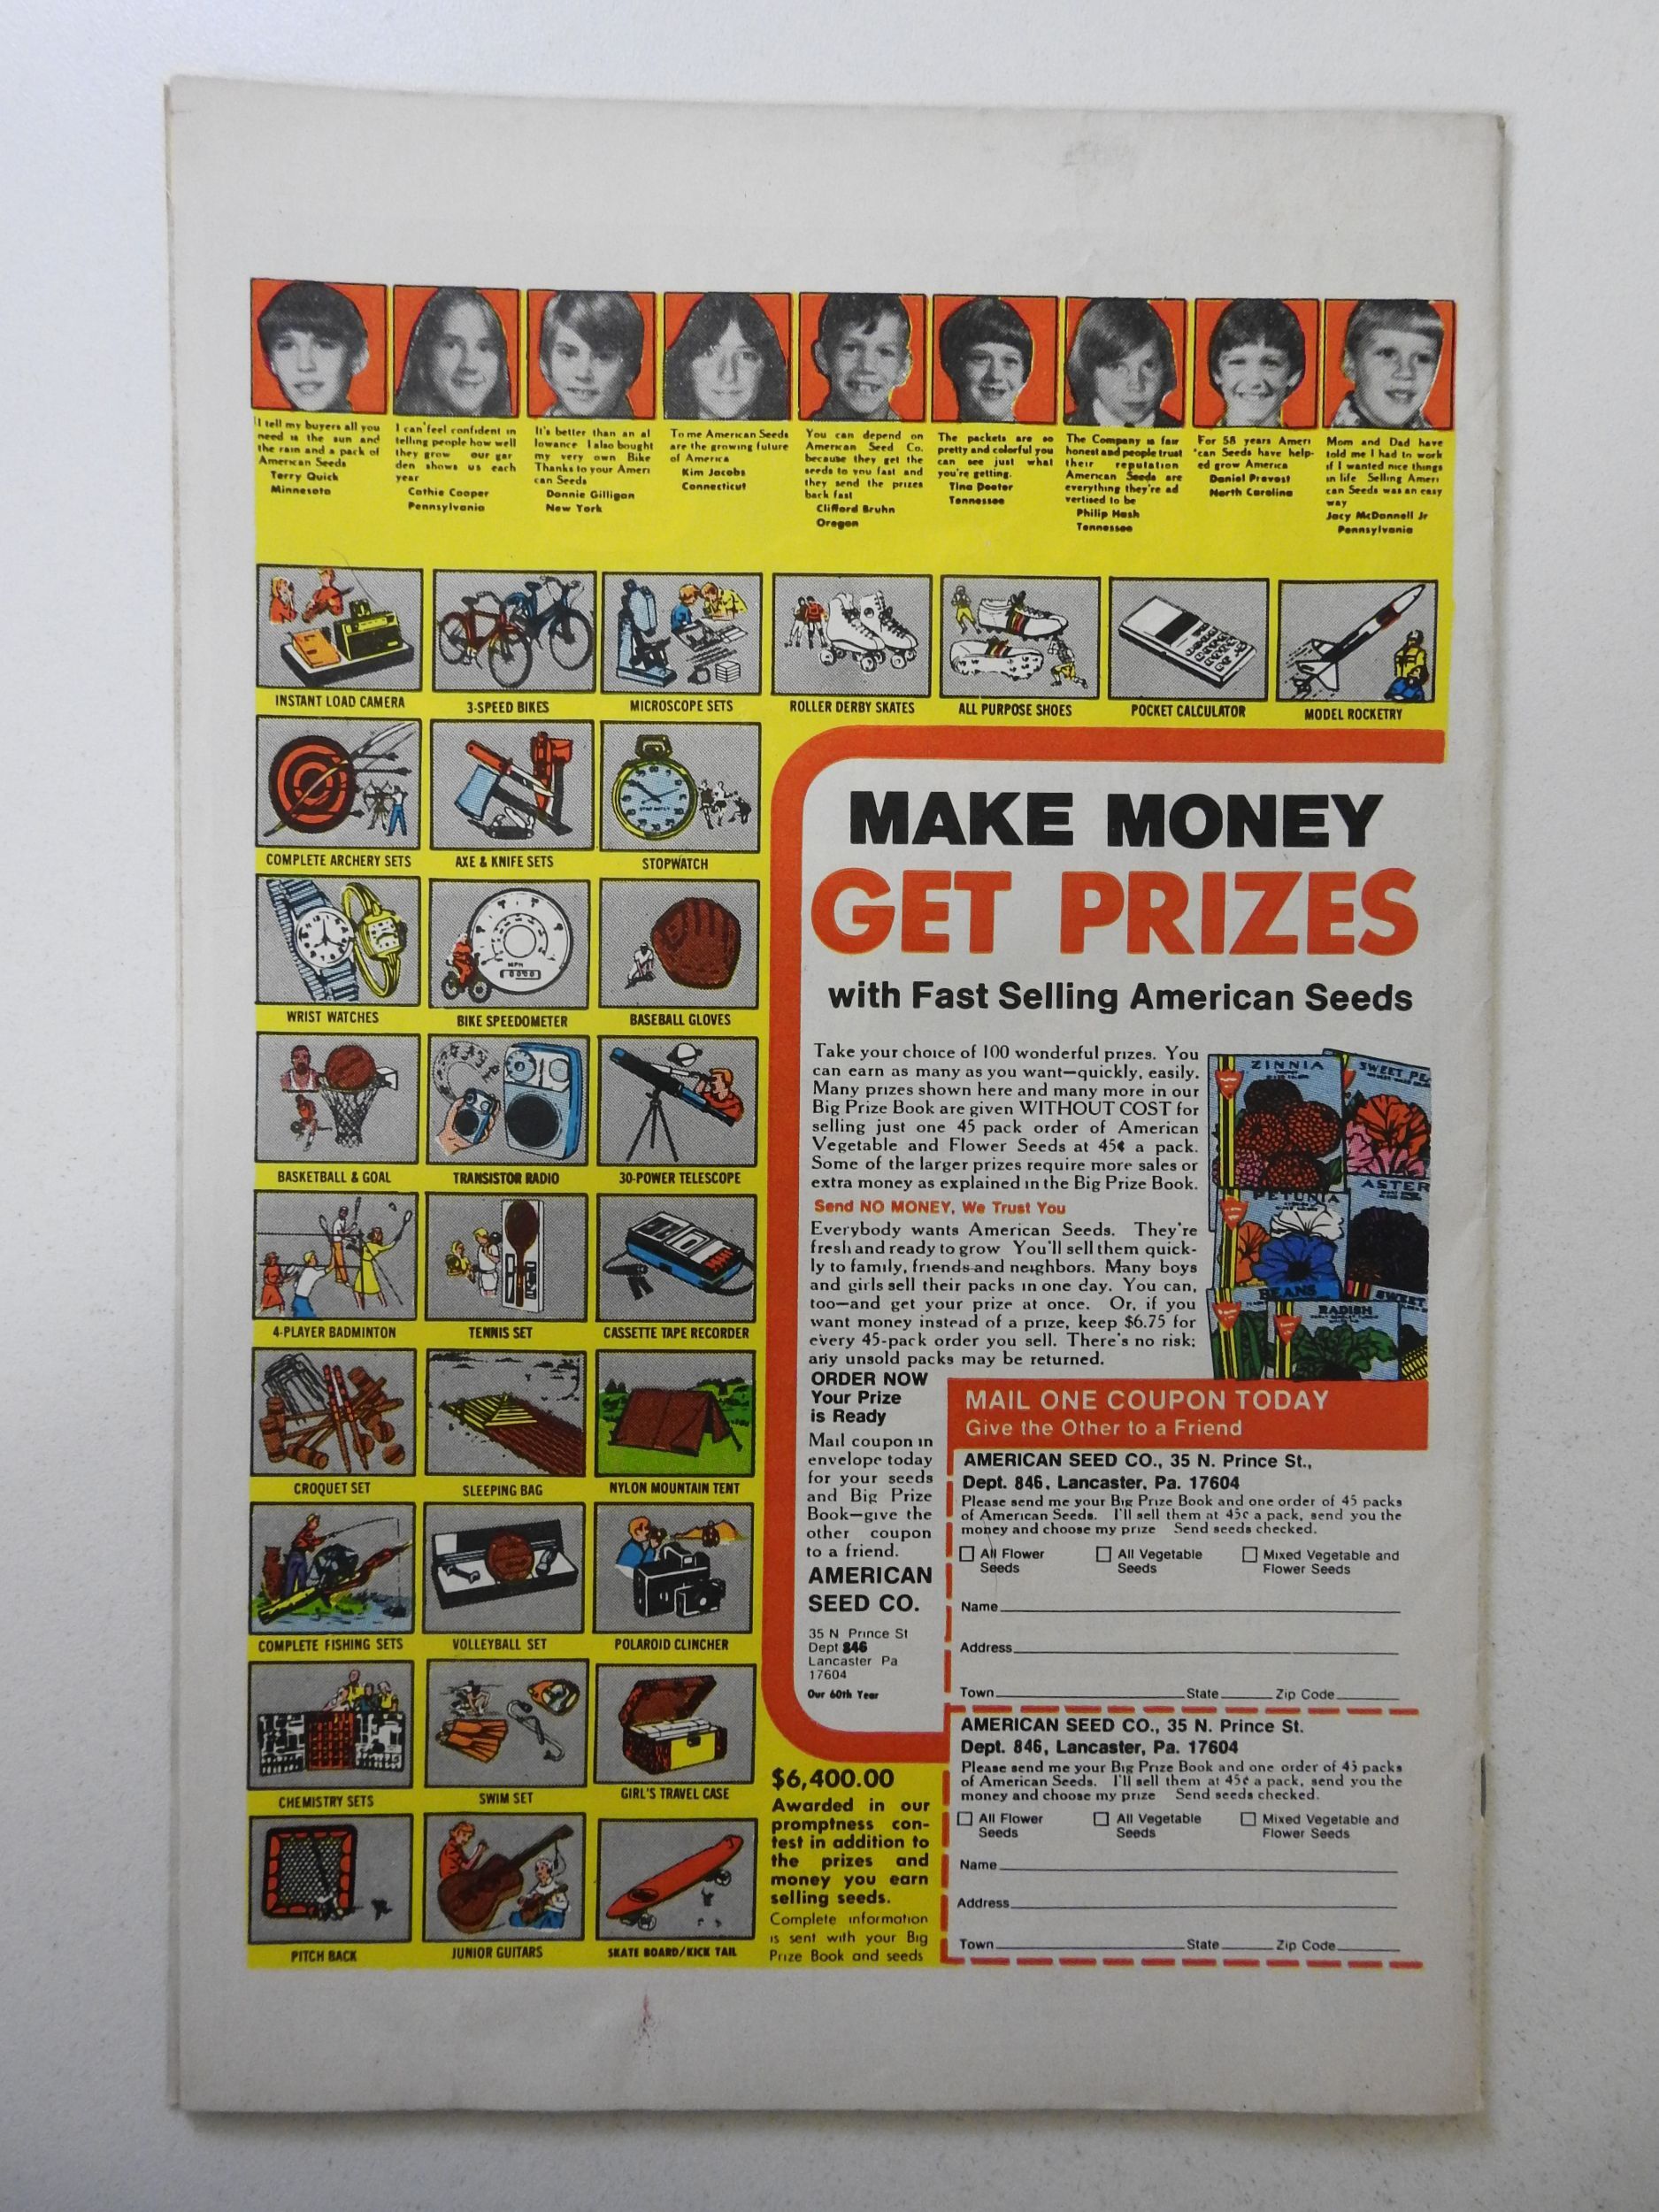 I tell my buyers all you
need is the sun and
the rain and a pack of
American Seeds
Terry Quick
Minnesota
I can feel confident in
telling people how well
they grow our gar
den shows us each
year
Cathie Cooper
Pennsylvania
It's better than an al
lowance I also bought
my very own Bike
Thanks to your Ameri
can Seeds
Donnie Gilligan
New York
To me American Seeds
are the growing future
of America
Kim Jacobs
Connecticut
You can depend on
American Seed Co.
because they get the
seeds to you fast and
they send the prizes
back fast
Clifford Bruhn
Oregon
The packets are so
pretty and colorful you
can see just what
you're getting.
Tina Deeter
Tennessee
The Company is fair
honest and people trust
their reputation
American Seeds are
everything they're ad
vertised to be
Philip Hash
Tennessee
For 58 years Ameri
can Seeds have help-
ed grow America
Daniel Prevost
North Carolina
Mom and Dad have
told me I had to work
if I wanted nice things
in life Selling Ameri
can Seeds was an easy
way
Jacy McDonnell Jr
Pennsylvania
INSTANT LOAD CAMERA
3-SPEED BIKES
MICROSCOPE SETS
ROLLER DERBY SKATES
ALL PURPOSE SHOES
POCKET CALCULATOR
MODEL ROCKETRY
COMPLETE ARCHERY SETS
AXE & KNIFE SETS
STOPWATCH
WRIST WATCHES
MPH
BIKE SPEEDOMETER
BASEBALL GLOVES
BASKETBALL & GOAL
TRANSISTOR RADIO
30-POWER TELESCOPE
4-PLAYER BADMINTON
TENNIS SET
CASSETTE TAPE RECORDER
CROQUET SET
SLEEPING BAG
NYLON MOUNTAIN TENT
COMPLETE FISHING SETS
VOLLEYBALL SET
POLAROID CLINCHER
CHEMISTRY SETS
SWIM SET
GIRL'S TRAVEL CASE
PITCH BACK
JUNIOR GUITARS
SKATE BOARD/KICK TAIL
MAKE MONEY
GET PRIZES
with Fast Selling American Seeds
Take your choice of 100 wonderful prizes. You
can earn as many as you want—quickly, easily.
Many prizes shown here and many more in our
Big Prize Book are given WITHOUT COST for
selling just one 45 pack order of American
Vegetable and Flower Seeds at 45¢ a pack.
Some of the larger prizes require more sales or
extra money as explained in the Big Prize Book.
Send NO MONEY, We Trust You
Everybody wants American Seeds. They're
fresh and ready to grow You'll sell them quick-
ly to family, friends and neighbors. Many boys
and girls sell their packs in one day. You can,
too—and get your prize at once. Or, if you
want money instead of a prize, keep $6.75 for
every 45-pack order you sell. There's no risk;
any unsold packs may be returned.
ZINNIA
SWEET PE
ASTER
PETUNIA
BEANS
RADISH
SWEET
ORDER NOW
Your Prize
is Ready
Mail coupon in
envelope today
for your seeds
and Big Prize
Book—give the
other coupon
to a friend.
AMERICAN
SEED CO.
35 N Prince St
Dept 846
Lancaster Pa
17604
Our 60th Year
$6,400.00
Awarded in our
promptness con-
test in addition to
the prizes and
money you earn
selling seeds.
Complete information
is sent with your Big
Prize Book and seeds
MAIL ONE COUPON TODAY
Give the Other to a Friend
AMERICAN SEED CO., 35 N. Prince St.,
Dept. 846, Lancaster, Pa. 17604
Please send me your Big Prize Book and one order of 45 packs
of American Seeds. I'll sell them at 45¢ a pack, send you the
money and choose my prize Send seeds checked.
All Flower All Vegetable Mixed Vegetable and
Seeds Seeds Flower Seeds
Name
Address
Town State Zip Code
AMERICAN SEED CO., 35 N. Prince St.
Dept. 846, Lancaster, Pa. 17604
Please send me your Big Prize Book and one order of 45 packs
of American Seeds. I'll sell them at 45¢ a pack, send you the
money and choose my prize Send seeds checked.
All Flower All Vegetable Mixed Vegetable and
Seeds Seeds Flower Seeds
Name
Address
Town State Zip Code